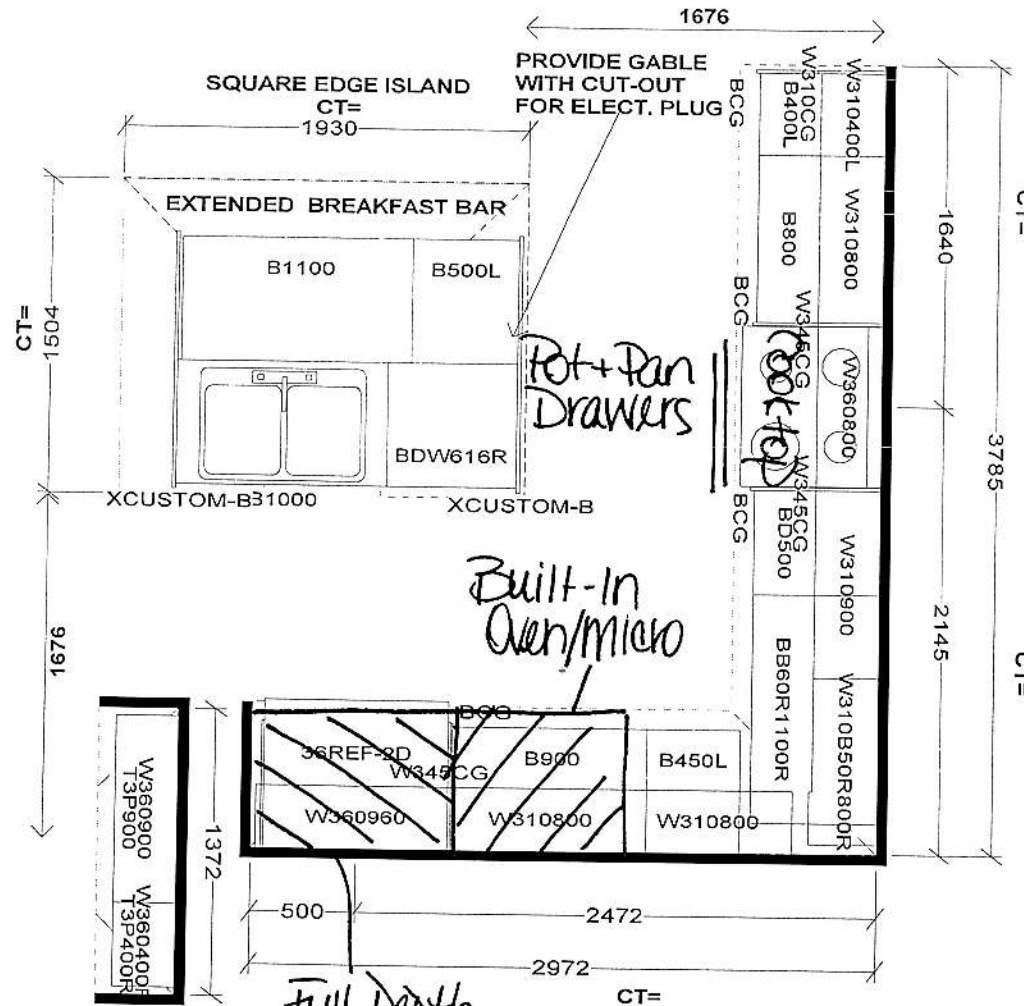 1676
SQUARE EDGE ISLAND
CT=
1930
PROVIDE GABLE
WITH CUT-OUT
FOR ELECT. PLUG
EXTENDED BREAKFAST BAR
B1100
B500L
CT=
1504
BDW616R
XCUSTOM-B
B1000
XCUSTOM-B
Pot+Pan
Drawers
Cooktop
BCG
W310CG
B400L
W310400L
B800
W310800
BCG
W345CG
W360800
W345CG
BCG
BD500
W310900
BB60R1100R
W310B50R800R
1640
2145
3785
CT=
CT=
1676
Built-In
Oven/micro
BCG
36REF-2D
W345CG
B900
B450L
W360960
W310800
W310800
W360900
T3P900
W360400R
T3P400R
1372
500
2472
2972
CT=
Full Depth